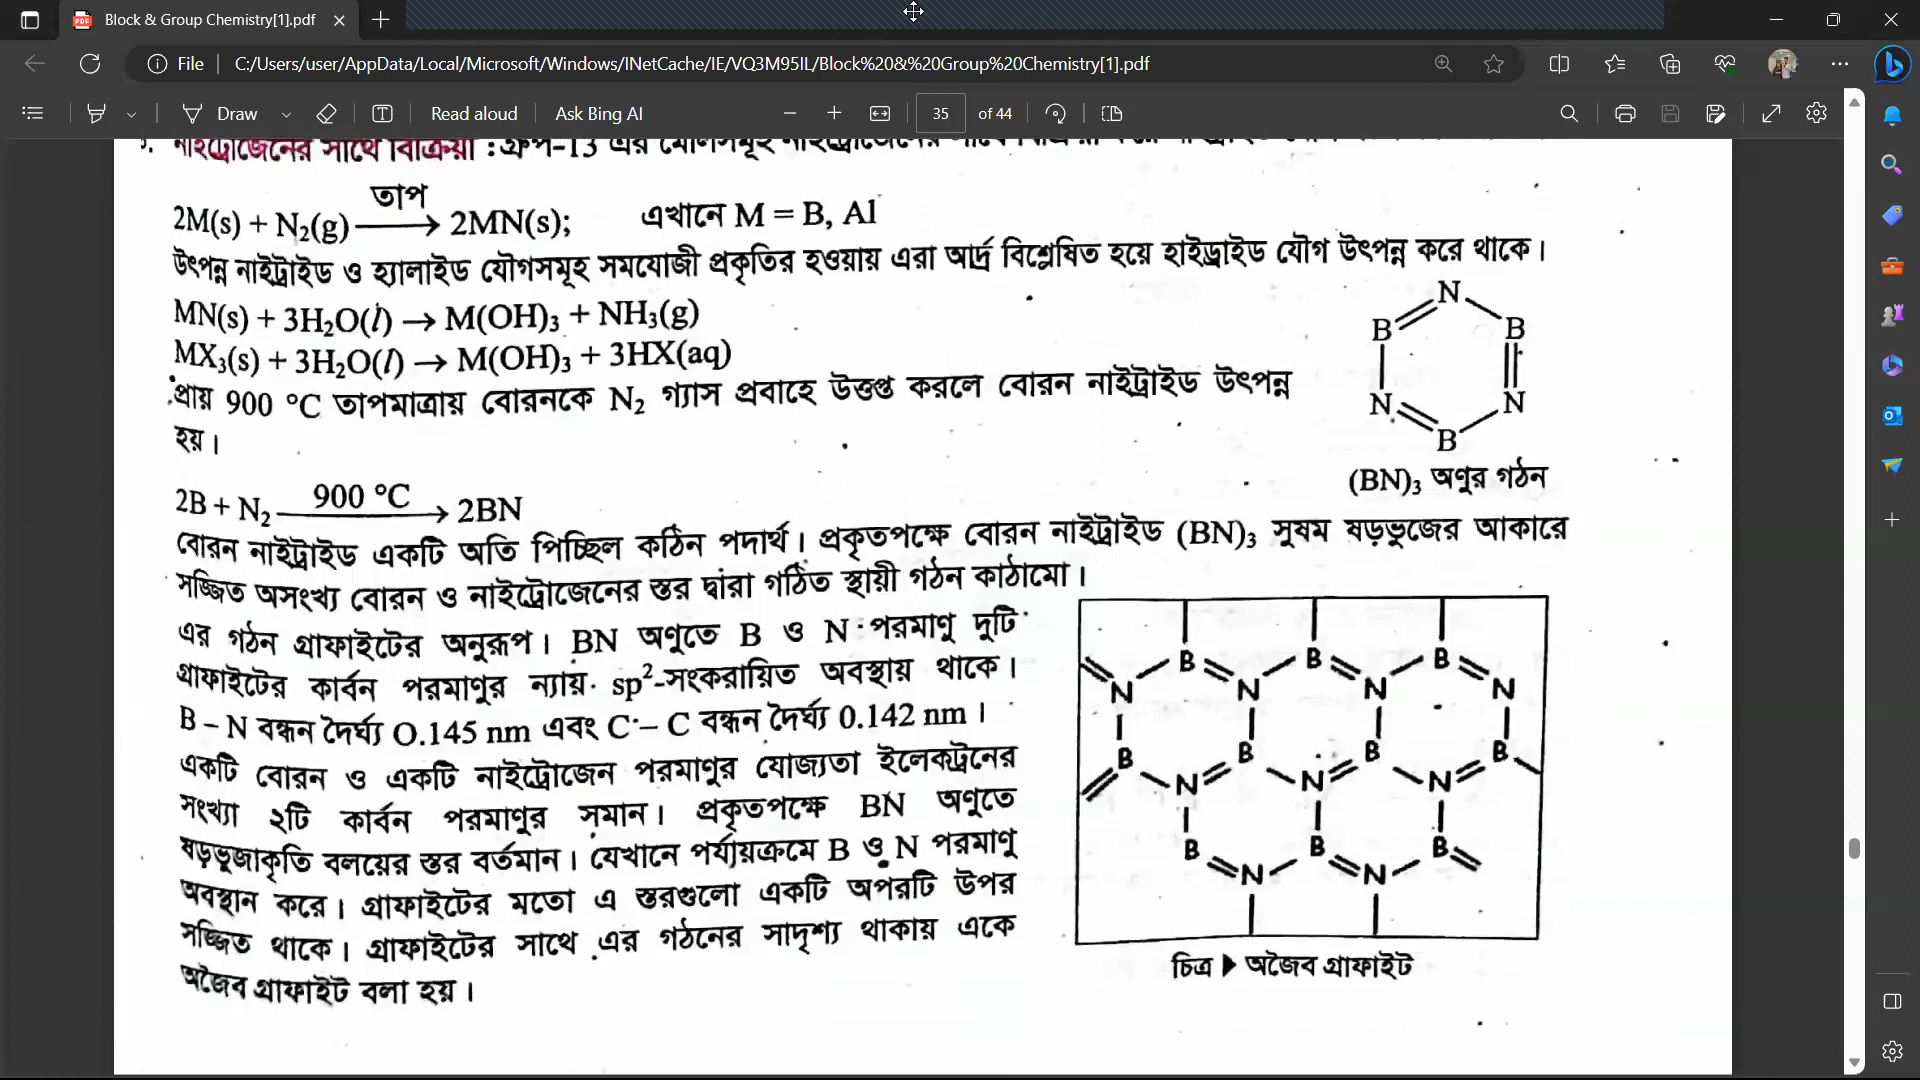 Block & Group Chemistry[1].pdf
File
C:/Users/user/AppData/Local/Microsoft/Windows/INetCache/IE/VQ3M95IL/Block%20&%20Group%20Chemistry[1].pdf
Draw
Read aloud
Ask Bing AI
35 of 44
নাইট্রোজেনের সাথে বিক্রিয়া : গ্রুপ-13 এর মৌলসমূহ
2M(s) + N₂(g) তাপ → 2MN(s); এখানে M = B, Al
উৎপন্ন নাইট্রাইড ও হ্যালাইড যৌগসমূহ সমযোজী প্রকৃতির হওয়ায় এরা আর্দ্র বিশ্লেষিত হয়ে হাইড্রাইড যৌগ উৎপন্ন করে থাকে।
MN(s) + 3H₂O(l) → M(OH)₃ + NH₃(g)
MX₃(s) + 3H₂O(l) → M(OH)₃ + 3HX(aq)
প্রায় 900 °C তাপমাত্রায় বোরনকে N₂ গ্যাস প্রবাহে উত্তপ্ত করলে বোরন নাইট্রাইড উৎপন্ন
হয়।
N
B B
N N
B
(BN)₃ অণুর গঠন
2B + N₂ 900 °C → 2BN
বোরন নাইট্রাইড একটি অতি পিচ্ছিল কঠিন পদার্থ। প্রকৃতপক্ষে বোরন নাইট্রাইড (BN)₃ সুষম ষড়ভুজের আকারে
সজ্জিত অসংখ্য বোরন ও নাইট্রোজেনের স্তর দ্বারা গঠিত স্থায়ী গঠন কাঠামো।
এর গঠন গ্রাফাইটের অনুরূপ। BN অণুতে B ও N পরমাণু দুটি
গ্রাফাইটের কার্বন পরমাণুর ন্যায় sp²-সংকরায়িত অবস্থায় থাকে।
B – N বন্ধন দৈর্ঘ্য 0.145 nm এবং C – C বন্ধন দৈর্ঘ্য 0.142 nm।
একটি বোরন ও একটি নাইট্রোজেন পরমাণুর যোজ্যতা ইলেকট্রনের
সংখ্যা ২টি কার্বন পরমাণুর সমান। প্রকৃতপক্ষে BN অণুতে
ষড়ভুজাকৃতি বলয়ের স্তর বর্তমান। যেখানে পর্যায়ক্রমে B ও N পরমাণু
অবস্থান করে। গ্রাফাইটের মতো এ স্তরগুলো একটি অপরটি উপর
সজ্জিত থাকে। গ্রাফাইটের সাথে এর গঠনের সাদৃশ্য থাকায় একে
অজৈব গ্রাফাইট বলা হয়।
B B B
N N N N
B B B B
N N N
B B B
N N
চিত্র ▶ অজৈব গ্রাফাইট